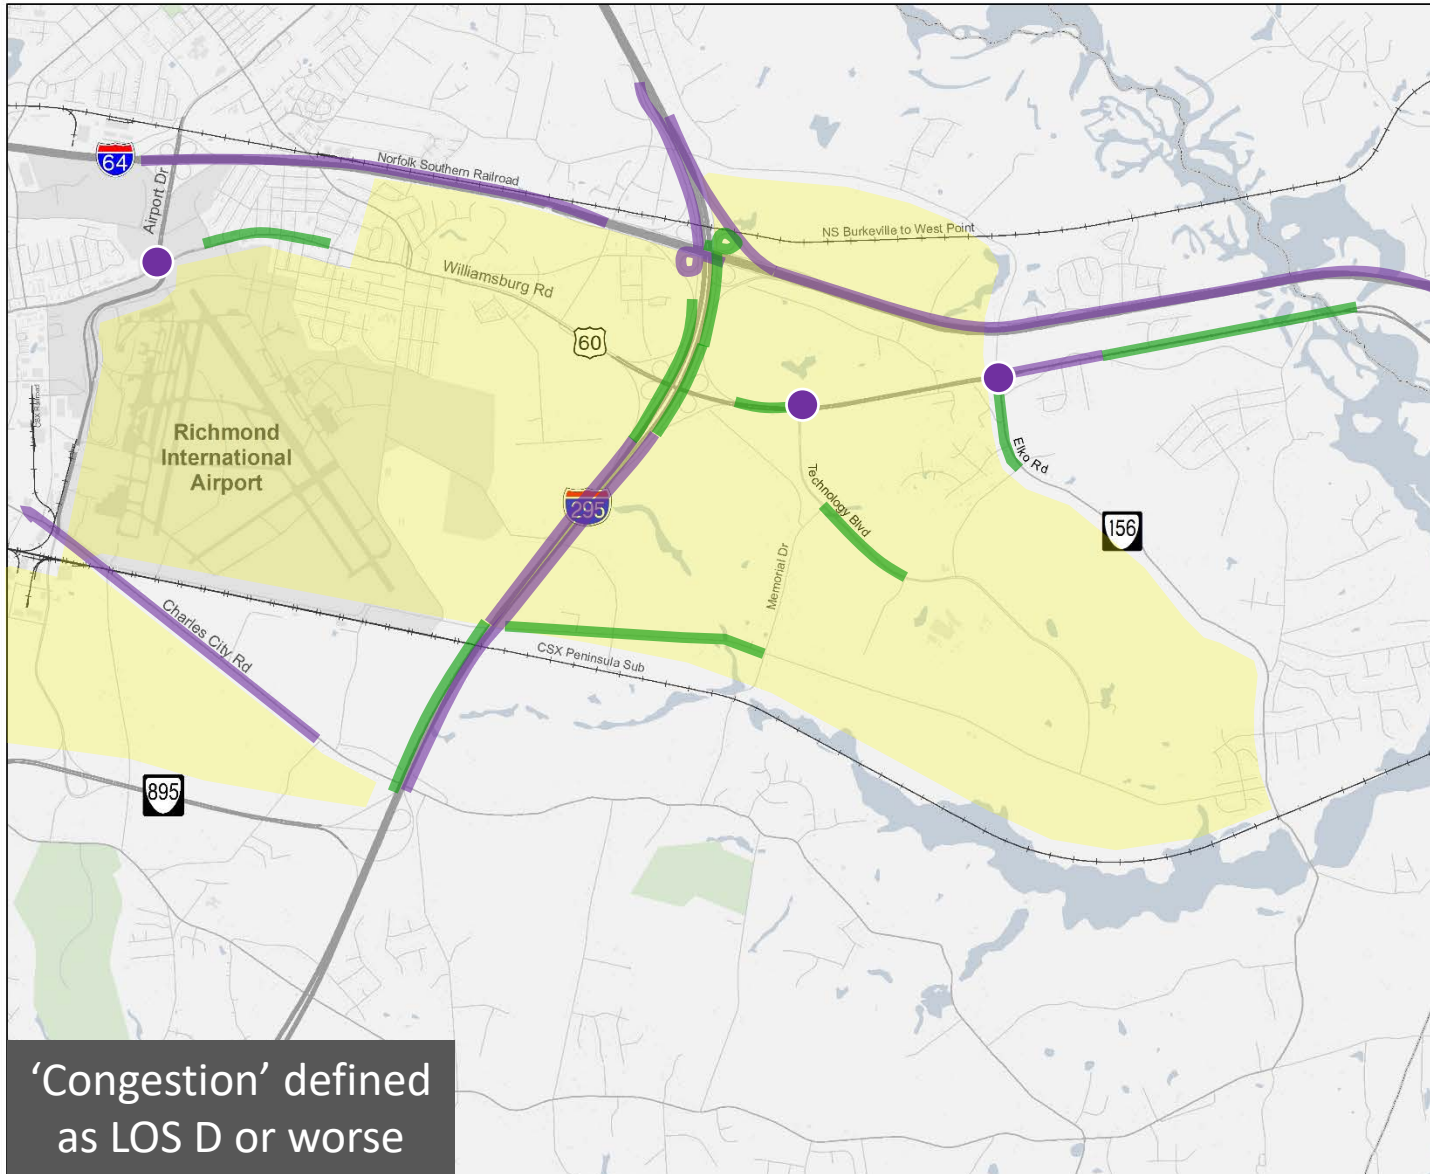 64
Airport Dr
Norfolk Southern Railroad
NS Burkeville to West Point
Williamsburg Rd
60
CSX Railroad
Richmond
International
Airport
295
Elko Rd
Technology Blvd
156
Memorial Dr
Charles City Rd
CSX Peninsula Sub
895
‘Congestion’ defined
as LOS D or worse